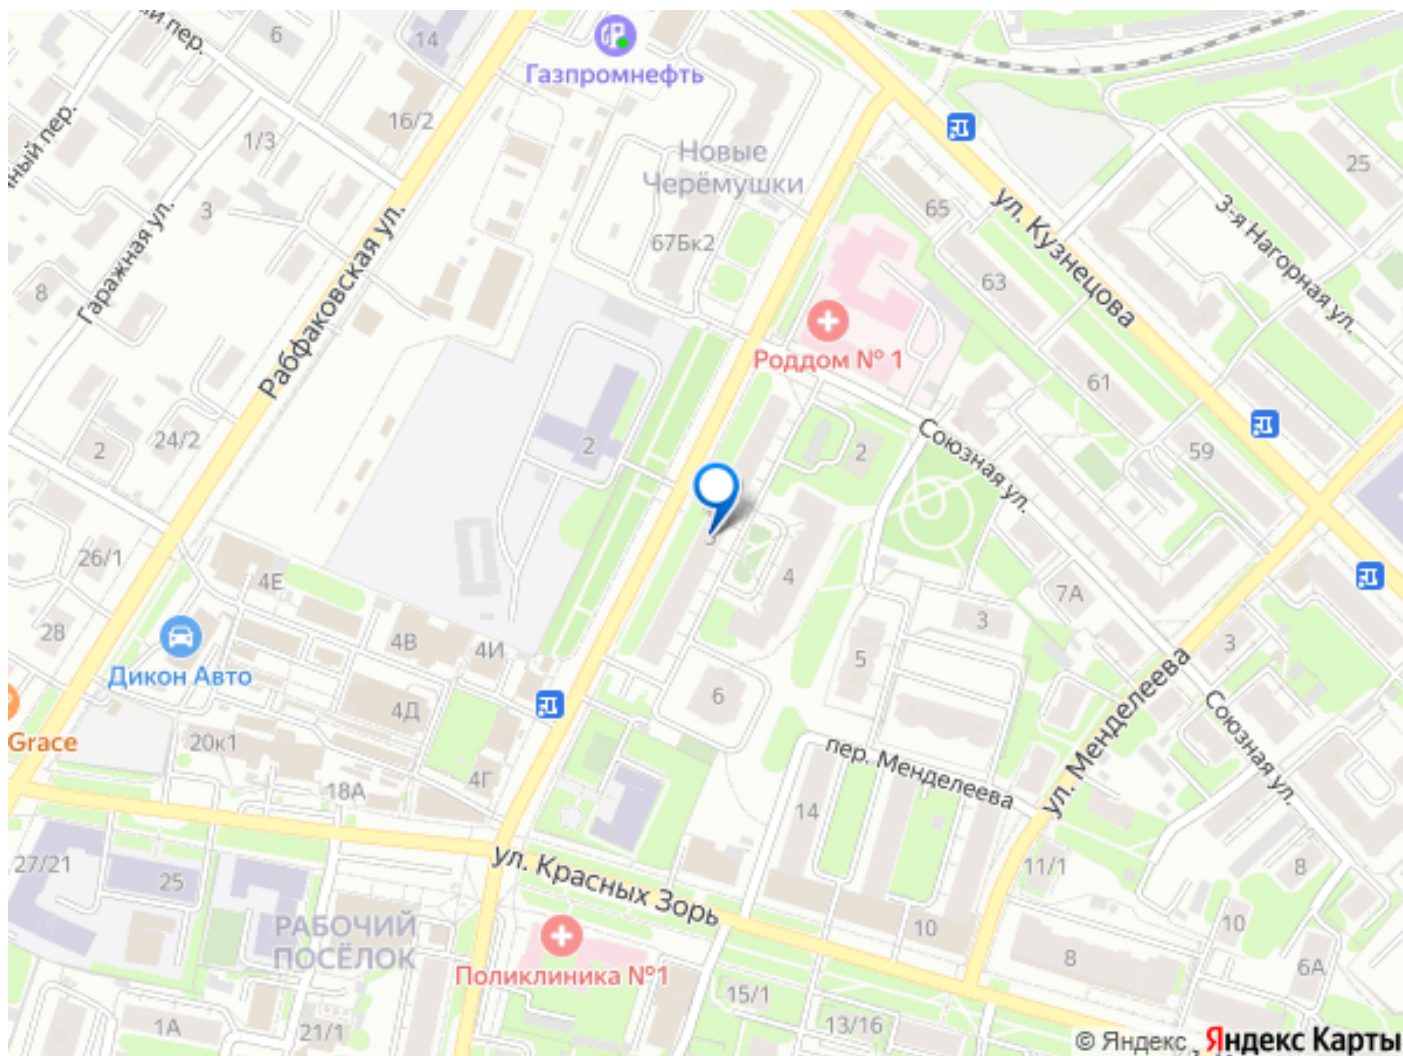 6
14
Газпромнефть
16/2
1/3
3
8
Гаражная ул.
Рабфаковская ул.
Новые
Черёмушки
67Бк2
65
63
61
59
25
ул. Кузнецова
3-я Нагорная ул.
Роддом № 1
2
24/2
2
2
Союзная ул.
26/1
28
4Е
4В
4И
4
7А
3
3
5
6
Дикон Авто
Grace
4Д
20к1
18А
4Г
пер. Менделеева
ул. Менделеева
Союзная ул.
14
ул. Красных Зорь
27/21
25
11/1
8
10
10
8
6А
РАБОЧИЙ
ПОСЁЛОК
Поликлиника №1
15/1
13/16
1А
21/1
© Яндекс
Яндекс Карты